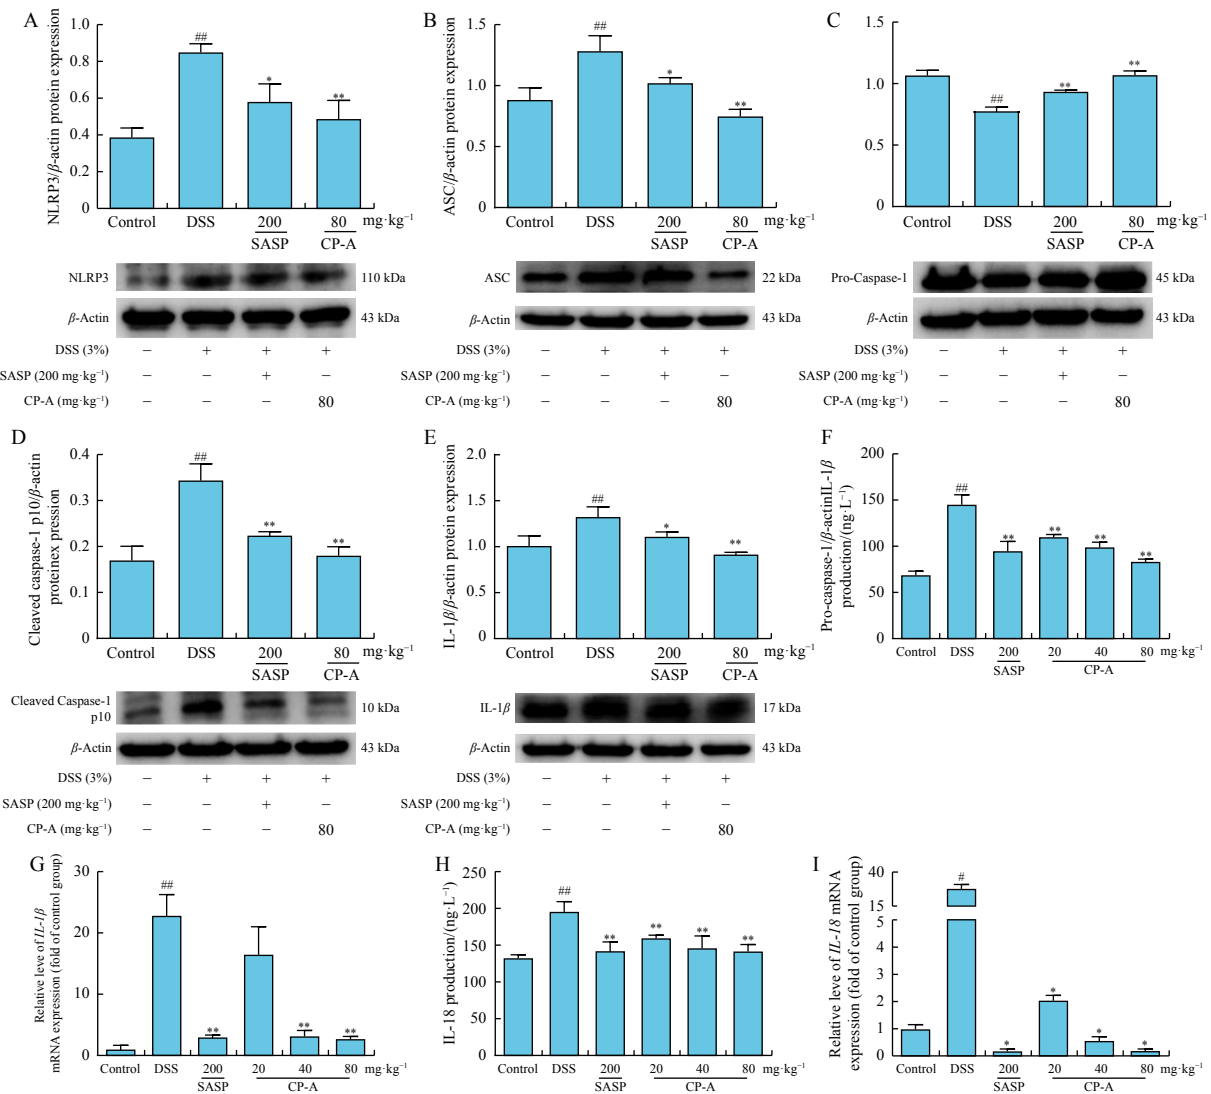 A
NLRP3/β-actin protein expression
1.0
0.8
0.6
0.4
0.2
0
##
*
**
Control DSS 200 80 mg·kg⁻¹
SASP CP-A
NLRP3 110 kDa
β-Actin 43 kDa
DSS (3%) − + + +
SASP (200 mg·kg⁻¹) − − + −
CP-A (mg·kg⁻¹) − − − 80
B
ASC/β-actin protein expression
1.5
1.0
0.5
0
##
*
**
Control DSS 200 80 mg·kg⁻¹
SASP CP-A
ASC 22 kDa
β-Actin 43 kDa
DSS (3%) − + + +
SASP (200 mg·kg⁻¹) − − + −
CP-A (mg·kg⁻¹) − − − 80
C
1.5
1.0
0.5
0
##
**
**
Control DSS 200 80 mg·kg⁻¹
SASP CP-A
Pro-Caspase-1 45 kDa
β-Actin 43 kDa
DSS (3%) − + + +
SASP (200 mg·kg⁻¹) − − + −
CP-A (mg·kg⁻¹) − − − 80
D
Cleaved caspase-1 p10/β-actin
proteinex pression
0.4
0.3
0.2
0.1
0
##
**
**
Control DSS 200 80 mg·kg⁻¹
SASP CP-A
Cleaved Caspase-1
p10
10 kDa
β-Actin 43 kDa
DSS (3%) − + + +
SASP (200 mg·kg⁻¹) − − + −
CP-A (mg·kg⁻¹) − − − 80
E
IL-1β/β-actin protein expression
2.0
1.5
1.0
0.5
0
##
*
**
Control DSS 200 80 mg·kg⁻¹
SASP CP-A
IL-1β 17 kDa
β-Actin 43 kDa
DSS (3%) − + + +
SASP (200 mg·kg⁻¹) − − + −
CP-A (mg·kg⁻¹) − − − 80
F
Pro-caspase-1/β-actinIL-1β
production/(ng·L⁻¹)
200
150
100
50
0
##
**
**
**
**
Control DSS 200 20 40 80 mg·kg⁻¹
SASP CP-A
G
Relative leve of IL-1β
mRNA expression (fold of control group)
30
20
10
0
##
**
**
**
Control DSS 200 20 40 80 mg·kg⁻¹
SASP CP-A
H
IL-18 production/(ng·L⁻¹)
250
200
150
100
50
0
##
**
**
**
**
Control DSS 200 20 40 80 mg·kg⁻¹
SASP CP-A
I
Relative leve of IL-18 mRNA
expression (fold of control group)
40
15
5
4
3
2
1
0
#
*
*
*
*
Control DSS 200 20 40 80 mg·kg⁻¹
SASP CP-A